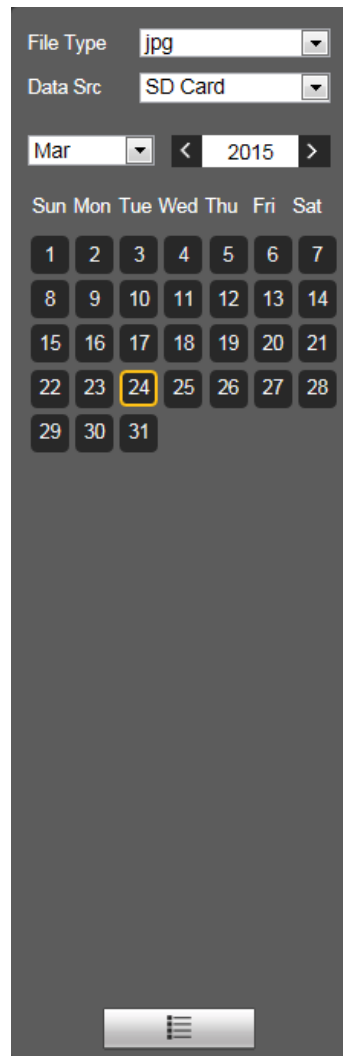 File Type jpg
Data Src SD Card
Mar < 2015 >
Sun Mon Tue Wed Thu Fri Sat
1 2 3 4 5 6 7
8 9 10 11 12 13 14
15 16 17 18 19 20 21
22 23 24 25 26 27 28
29 30 31